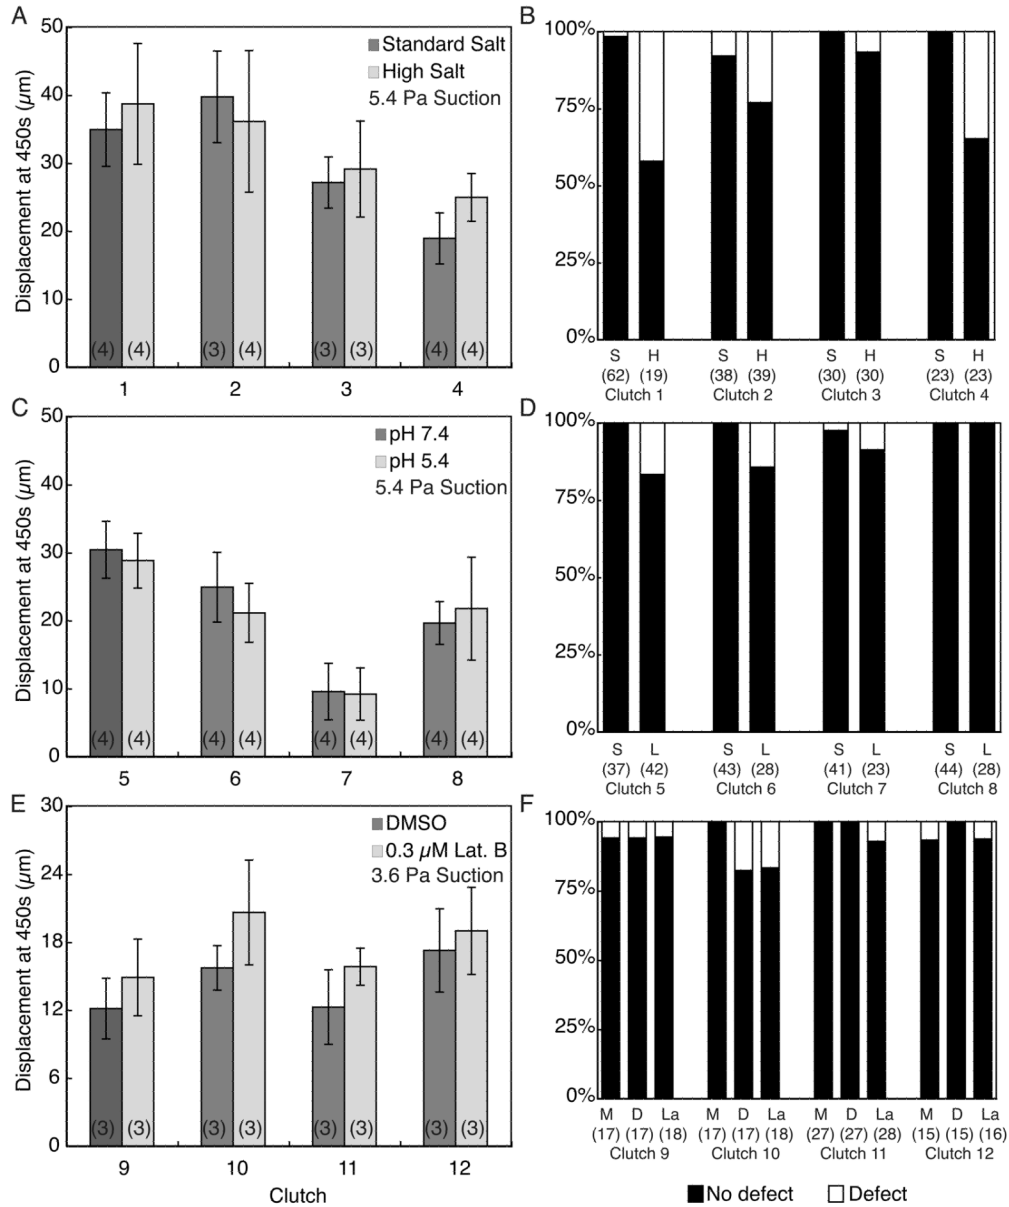 A
50
40
30
20
10
0
Displacement at 450s (µm)
Standard Salt
High Salt
5.4 Pa Suction
(4) (4) (3) (4) (3) (3) (4) (4)
1 2 3 4
B
100%
75%
50%
25%
0%
S H S H S H S H
(62) (19) (38) (39) (30) (30) (23) (23)
Clutch 1 Clutch 2 Clutch 3 Clutch 4
C
50
40
30
20
10
0
Displacement at 450s (µm)
pH 7.4
pH 5.4
5.4 Pa Suction
(4) (4) (4) (4) (4) (4) (4) (4)
5 6 7 8
D
100%
75%
50%
25%
0%
S L S L S L S L
(37) (42) (43) (28) (41) (23) (44) (28)
Clutch 5 Clutch 6 Clutch 7 Clutch 8
E
30
24
18
12
6
0
Displacement at 450s (µm)
DMSO
0.3 µM Lat. B
3.6 Pa Suction
(3) (3) (3) (3) (3) (3) (3) (3)
9 10 11 12
Clutch
F
100%
75%
50%
25%
0%
M D La M D La M D La M D La
(17) (17) (18) (17) (17) (18) (27) (27) (28) (15) (15) (16)
Clutch 9 Clutch 10 Clutch 11 Clutch 12
No defect Defect